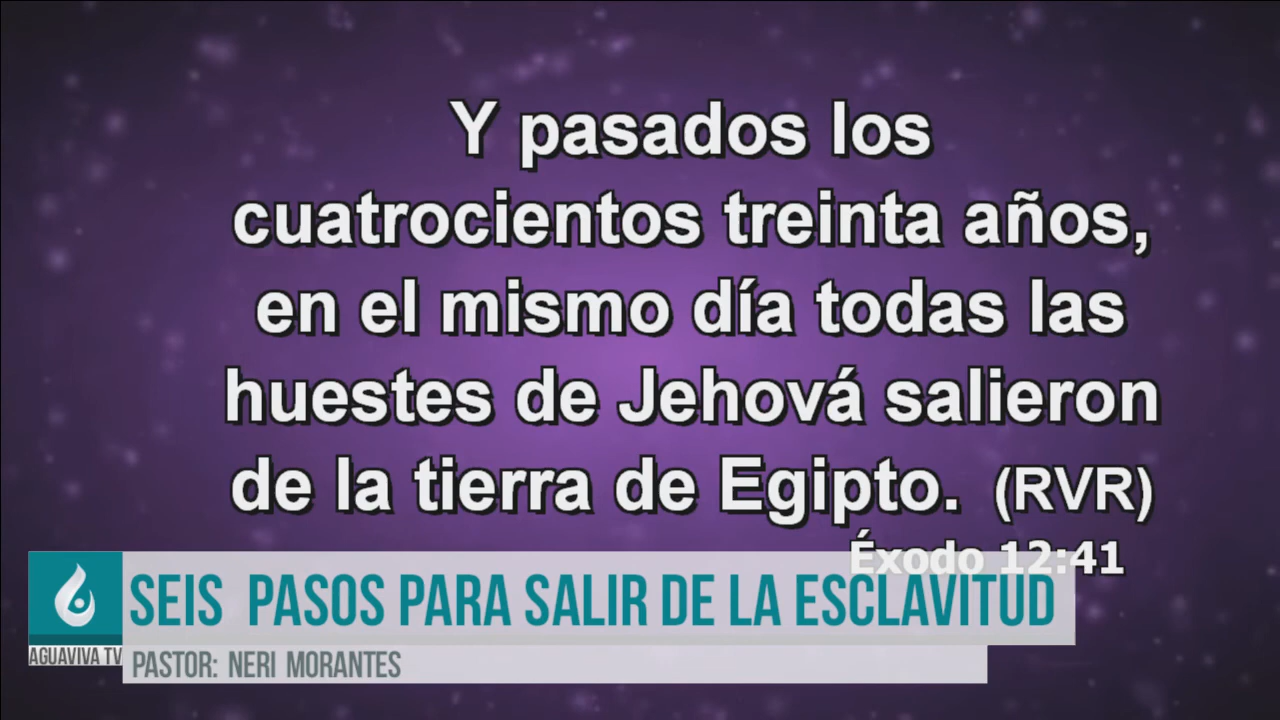 Y pasados los
cuatrocientos treinta años,
en el mismo día todas las
huestes de Jehová salieron
de la tierra de Egipto. (RVR)
Éxodo 12:41
SEIS PASOS PARA SALIR DE LA ESCLAVITUD
AGUAVIVA TV
PASTOR: NERI MORANTES